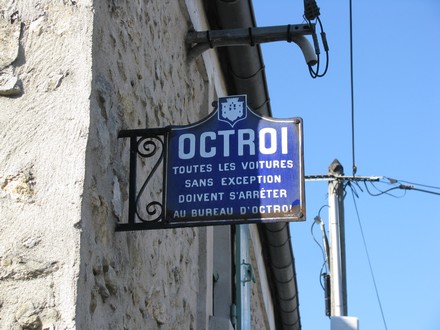 OCTROI
TOUTES LES VOITURES
SANS EXCEPTION
DOIVENT S'ARRÊTER
AU BUREAU D'OCTROI